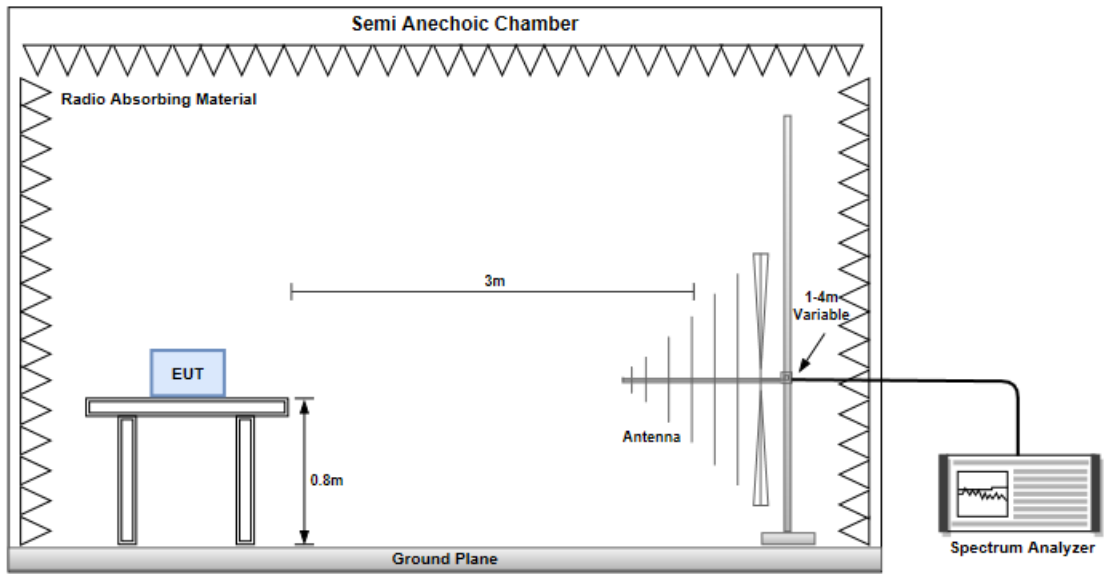 Semi Anechoic Chamber
Radio Absorbing Material
3m
1-4m
Variable
EUT
Antenna
0.8m
Ground Plane
Spectrum Analyzer